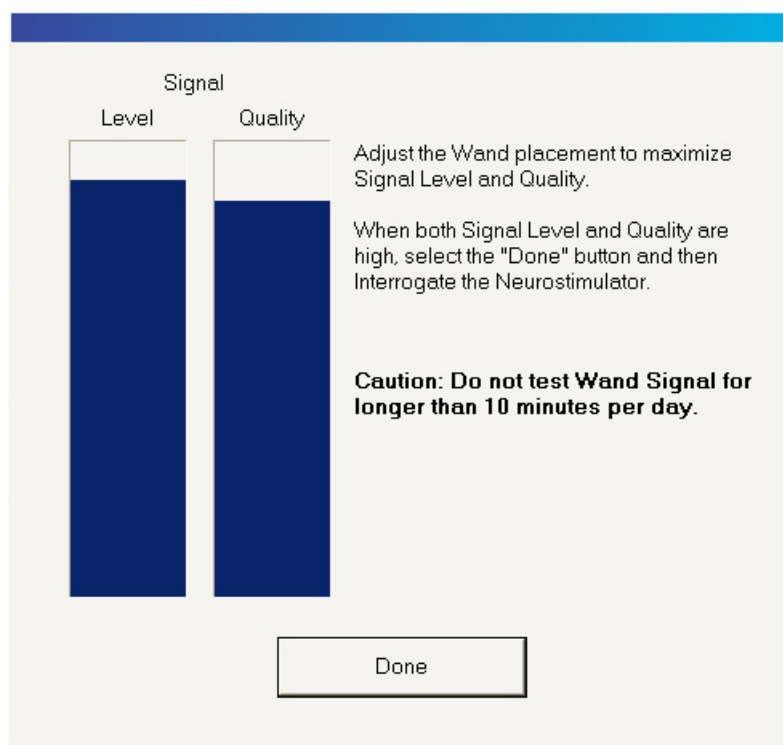 Signal
Level Quality
Adjust the Wand placement to maximize
Signal Level and Quality.
When both Signal Level and Quality are
high, select the "Done" button and then
Interrogate the Neurostimulator.
Caution: Do not test Wand Signal for
longer than 10 minutes per day.
Done